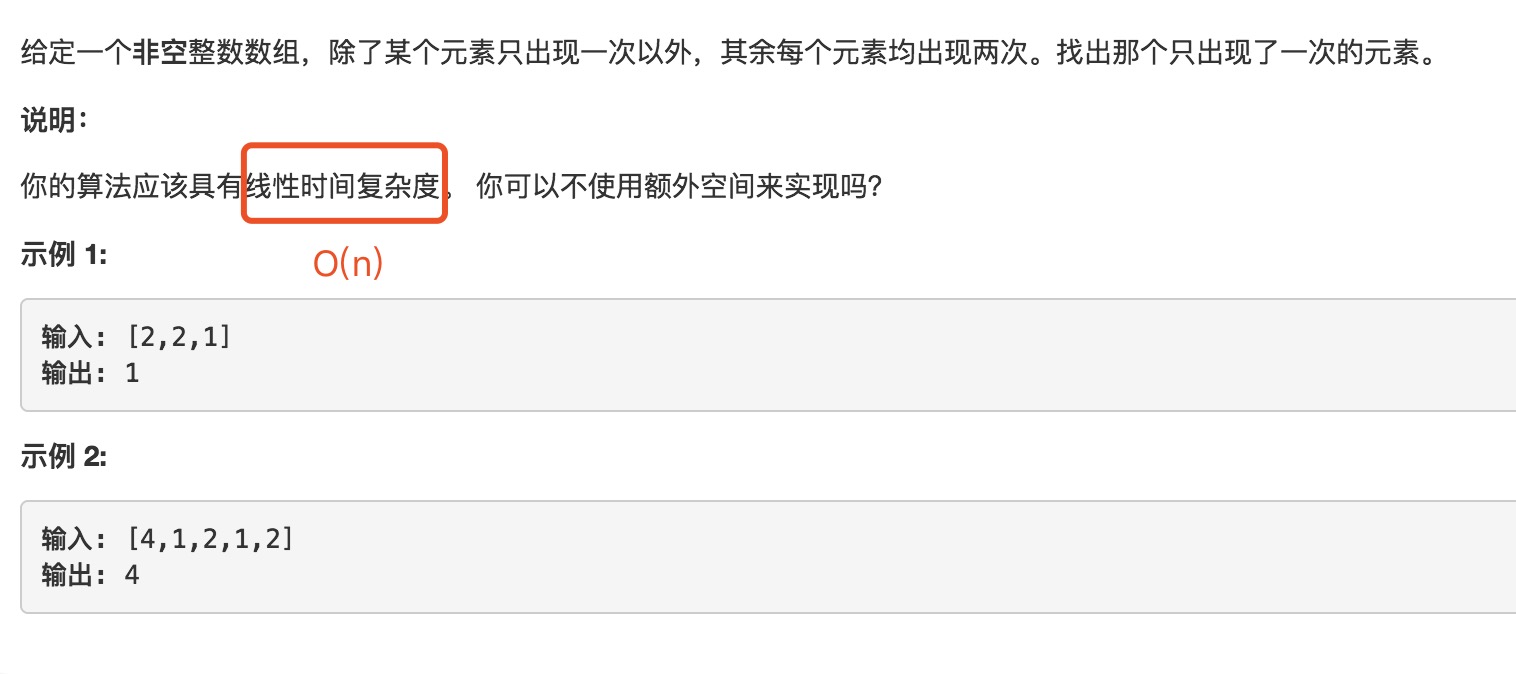 给定一个非空整数数组，除了某个元素只出现一次以外，其余每个元素均出现两次。找出那个只出现了一次的元素。
说明：
你的算法应该具有线性时间复杂度。 你可以不使用额外空间来实现吗？
示例 1:
O(n)
输入: [2,2,1]
输出: 1
示例 2:
输入: [4,1,2,1,2]
输出: 4